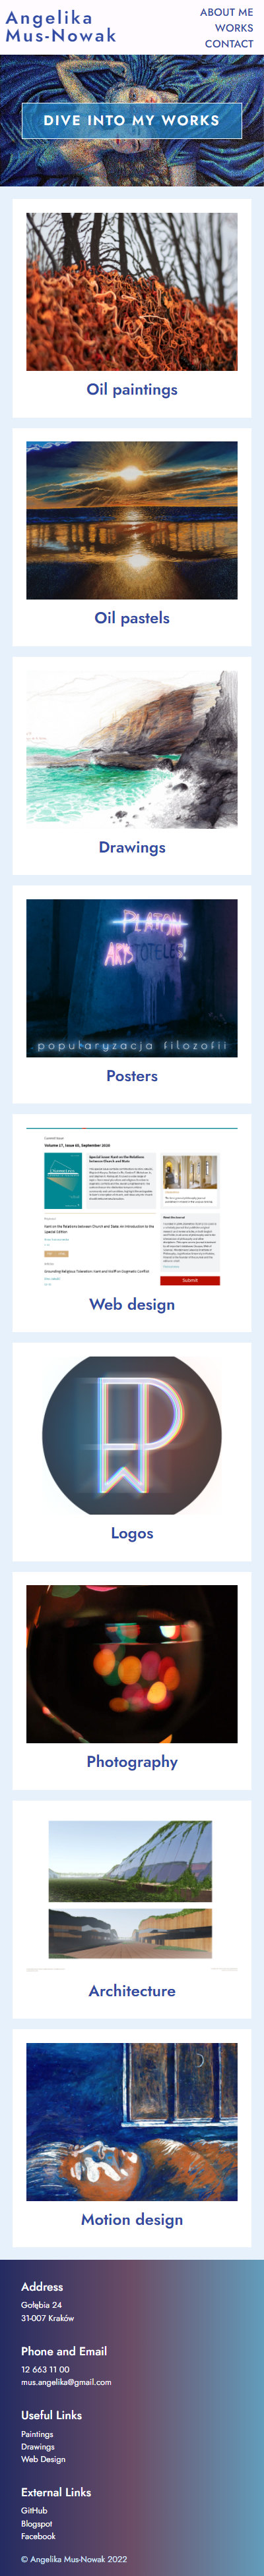 Angelika
Mus-Nowak
ABOUT ME
WORKS
CONTACT
DIVE INTO MY WORKS
Oil paintings
Oil pastels
Drawings
PLATON
ARYSTOTELES!
popularyzacja filozofii
Posters
Volume 17, Issue 65, September 2020
Submit
Web design
Logos
Photography
Architecture
Motion design
Address
Gołębia 24
31-007 Kraków
Phone and Email
12 663 11 00
mus.angelika@gmail.com
Useful Links
Paintings
Drawings
Web Design
External Links
GitHub
Blogspot
Facebook
© Angelika Mus-Nowak 2022